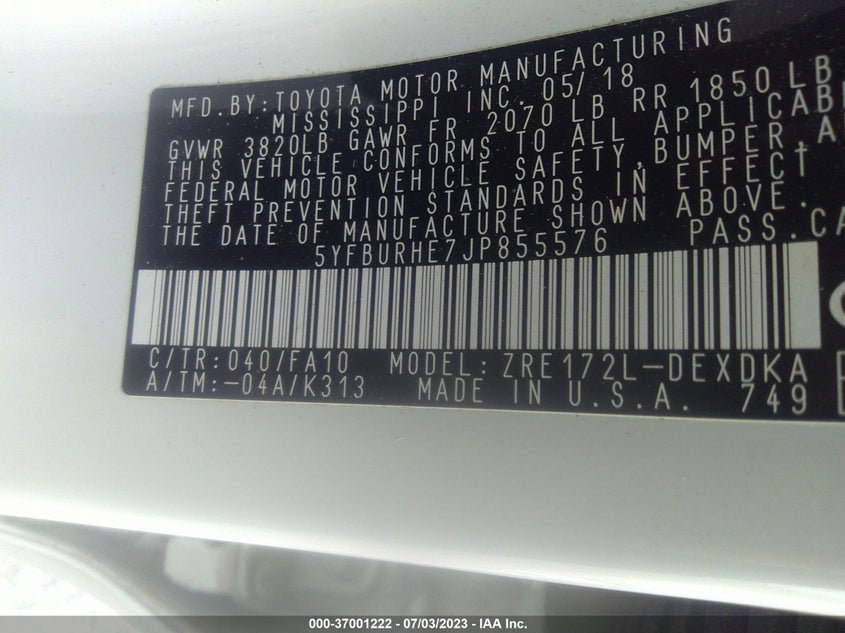 MFD.BY:TOYOTA MOTOR MANUFACTURING
MISSISSIPPI INC. 05/18
GVWR 3820LB GAWR FR 2070 LB RR 1850 LB
THIS VEHICLE CONFORMS TO ALL
FEDERAL MOTOR VEHICLE SAFETY,BUMPER,
THEFT PREVENTION STANDARDS IN EFFECT
THE DATE OF MANUFACTURE SHOWN ABOVE.
5YFBURHE7JP855576 PASS.
C/TR:040/FA10 MODEL: ZRE172L-DEXDKA
A/TM:-04A/K313 MADE IN U.S.A. 749
000-37001222 - 07/03/2023 - IAA Inc.